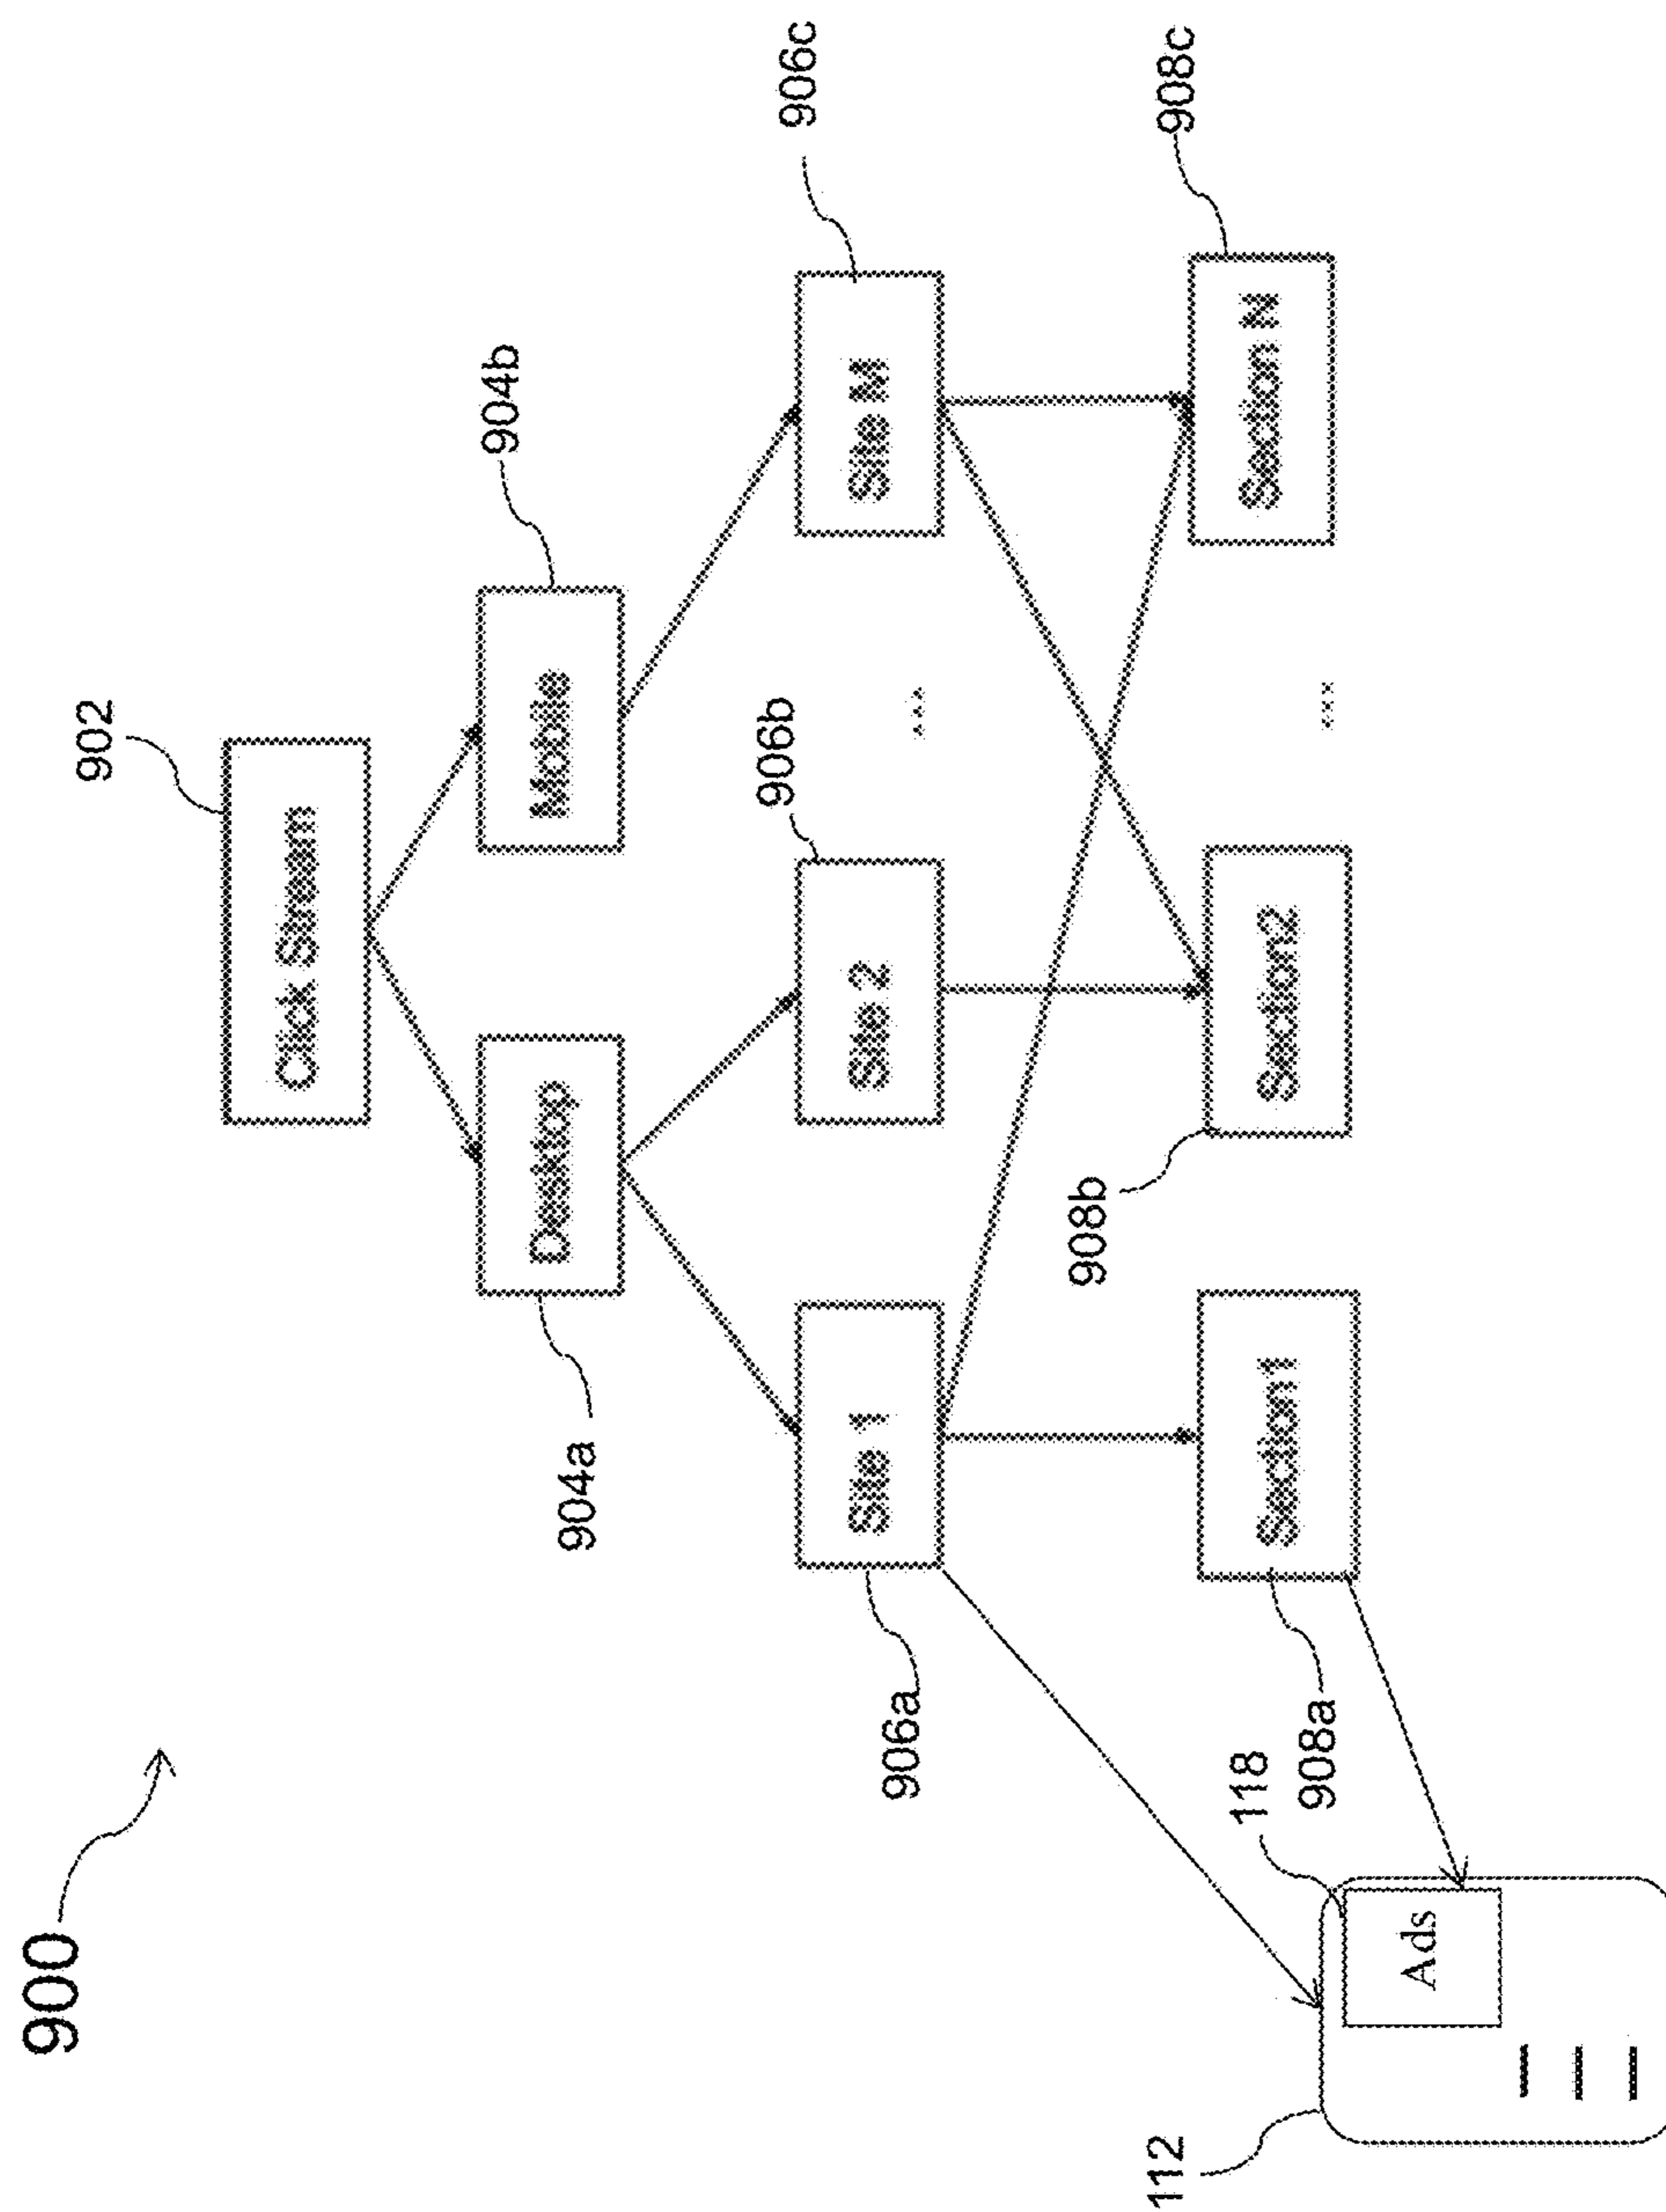 900
902
Click Stream
904a
Desktop
Mobile
904b
906a
Site 1
Site 2
906b
...
Site M
906c
908a
Section1
908b
Section2
...
Section N
908c
112
118
Ads